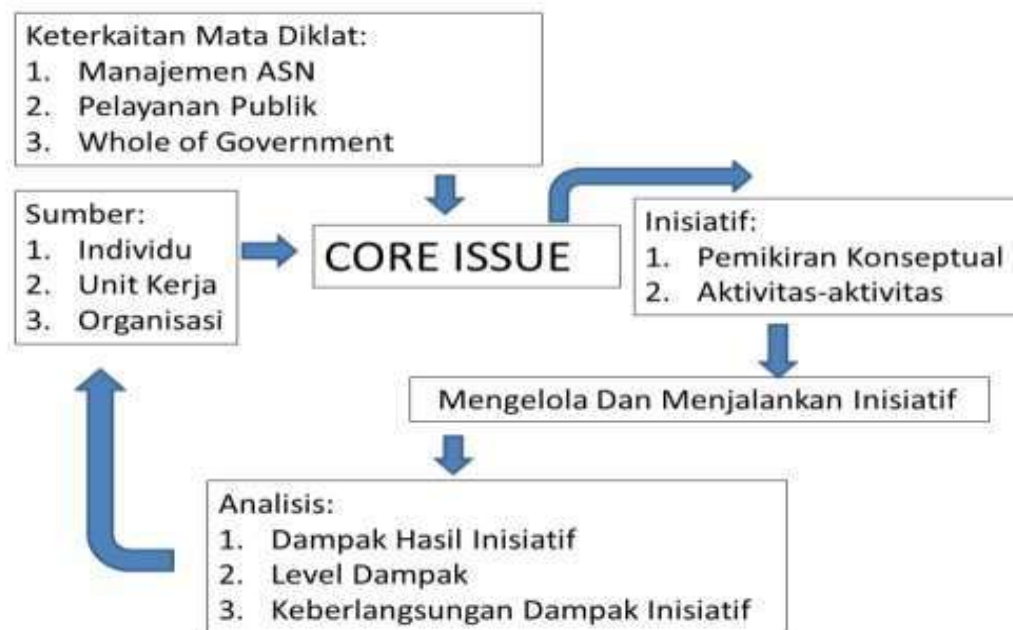 Keterkaitan Mata Diklat:
1. Manajemen ASN
2. Pelayanan Publik
3. Whole of Government
Sumber:
1. Individu
2. Unit Kerja
3. Organisasi
CORE ISSUE
Inisiatif:
1. Pemikiran Konseptual
2. Aktivitas-aktivitas
Mengelola Dan Menjalankan Inisiatif
Analisis:
1. Dampak Hasil Inisiatif
2. Level Dampak
3. Keberlangsungan Dampak Inisiatif